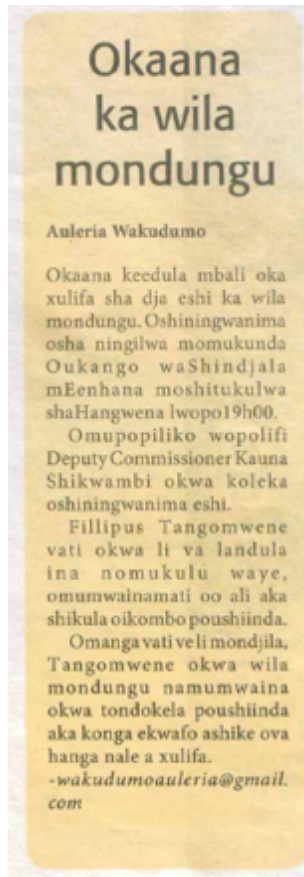 Okaana
ka wila
mondungu
Auleria Wakudumo
Okaana keedula mbali oka
xulifa sha dja eshi ka wila
mondungu. Oshiningwanima
osha ningilwa momukunda
Oukango waShindjala
mEenhana moshitukulwa
shaHangwena lwopo19h00.
Omupopiliko wopolifi
Deputy Commissioner Kauna
Shikwambi okwa koleka
oshiningwanima eshi.
Fillipus Tangomwene
vati okwa li va landula
ina nomukulu waye,
omumwainamati oo ali aka
shikula oikombo poushiinda.
Omanga vati ve li mondjila,
Tangomwene okwa wila
mondungu namumwaina
okwa tondokela poushiinda
aka konga ekwafo ashike ova
hanga nale a xulifa.
-wakudumoauleria@gmail.
com